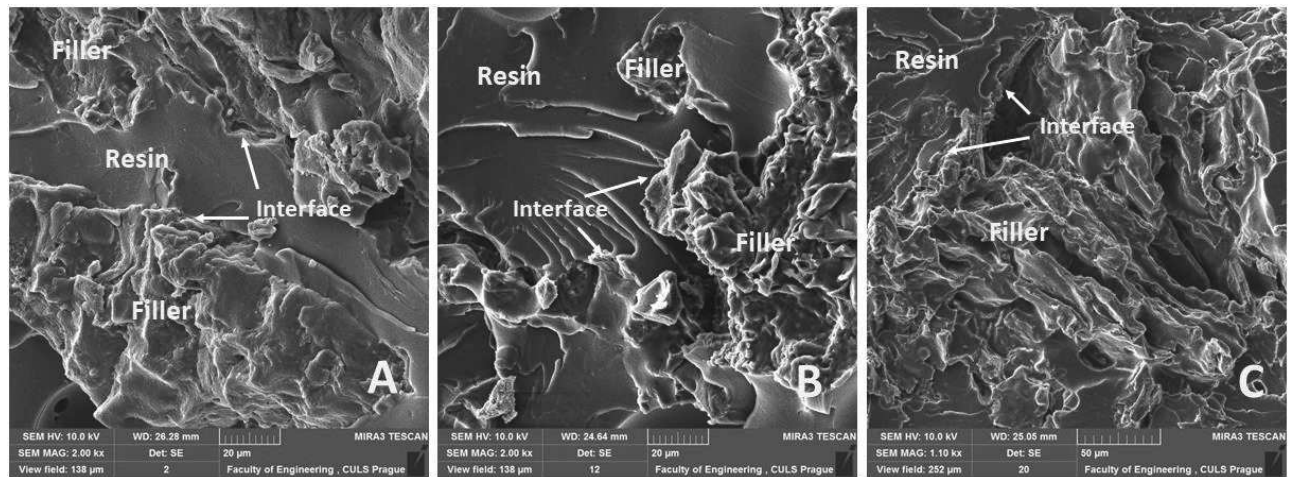 Filler
Resin
Interface
Filler
A
SEM HV: 10.0 kV WD: 26.28 mm MIRA3 TESCAN
SEM MAG: 2.00 kx Det: SE 20 µm
View field: 138 µm 2 Faculty of Engineering , CULS Prague
Resin Filler
Interface
Filler
B
SEM HV: 10.0 kV WD: 24.64 mm MIRA3 TESCAN
SEM MAG: 2.00 kx Det: SE 20 µm
View field: 138 µm 12 Faculty of Engineering , CULS Prague
Resin
Interface
Filler
C
SEM HV: 10.0 kV WD: 25.05 mm MIRA3 TESCAN
SEM MAG: 1.10 kx Det: SE 50 µm
View field: 252 µm 20 Faculty of Engineering , CULS Prague